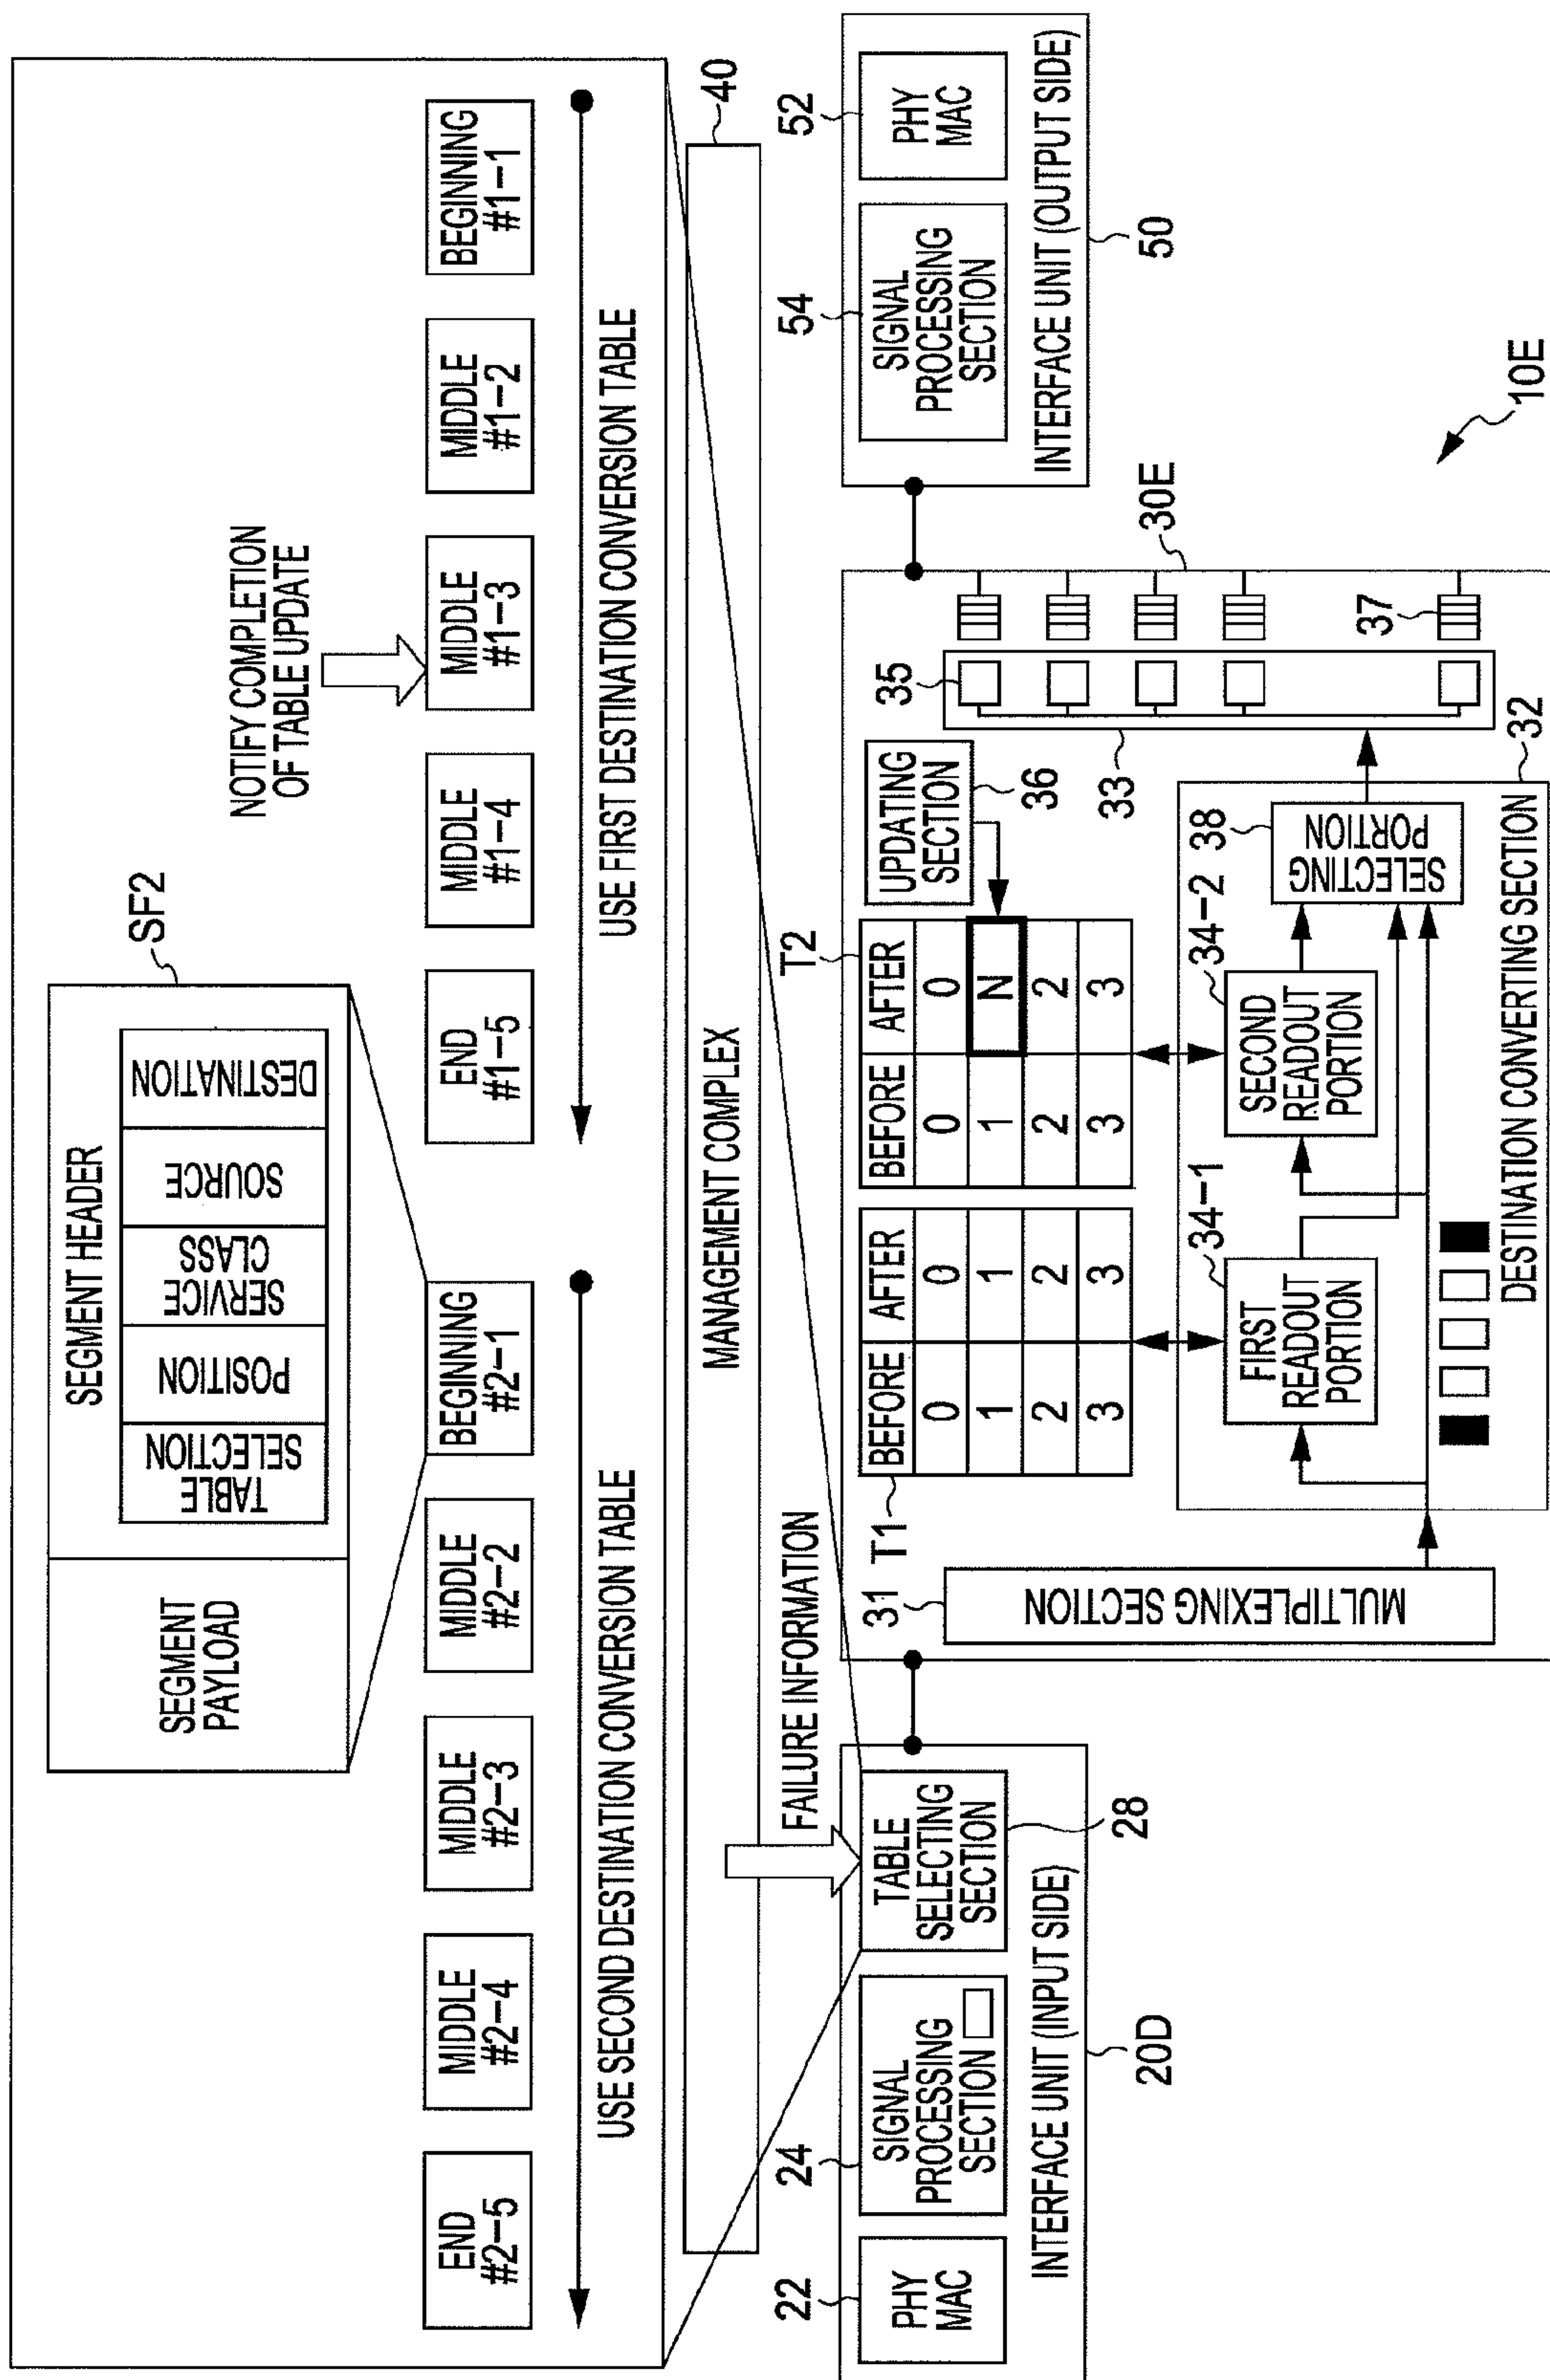 SF2
SEGMENT
PAYLOAD
SEGMENT HEADER
TABLE
SELECTION
POSITION
SERVICE
CLASS
SOURCE
DESTINATION
NOTIFY COMPLETION
OF TABLE UPDATE
END
#2-5
MIDDLE
#2-4
MIDDLE
#2-3
MIDDLE
#2-2
BEGINNING
#2-1
END
#1-5
MIDDLE
#1-4
MIDDLE
#1-3
MIDDLE
#1-2
BEGINNING
#1-1
USE SECOND DESTINATION CONVERSION TABLE
USE FIRST DESTINATION CONVERSION TABLE
MANAGEMENT COMPLEX
40
FAILURE INFORMATION
22
PHY
MAC
24
SIGNAL
PROCESSING
SECTION
TABLE
SELECTING
SECTION
28
INTERFACE UNIT (INPUT SIDE)
20D
31
MULTIPLEXING SECTION
T1
BEFORE AFTER
0 0
1 1
2 2
3 3
T2
BEFORE AFTER
0 0
1 N
2 2
3 3
UPDATING
SECTION
36
34-1
FIRST
READOUT
PORTION
34-2
SECOND
READOUT
PORTION
38
SELECTING
PORTION
DESTINATION CONVERTING SECTION
32
33
35
37
30E
54
SIGNAL
PROCESSING
SECTION
52
PHY
MAC
INTERFACE UNIT (OUTPUT SIDE)
50
10E